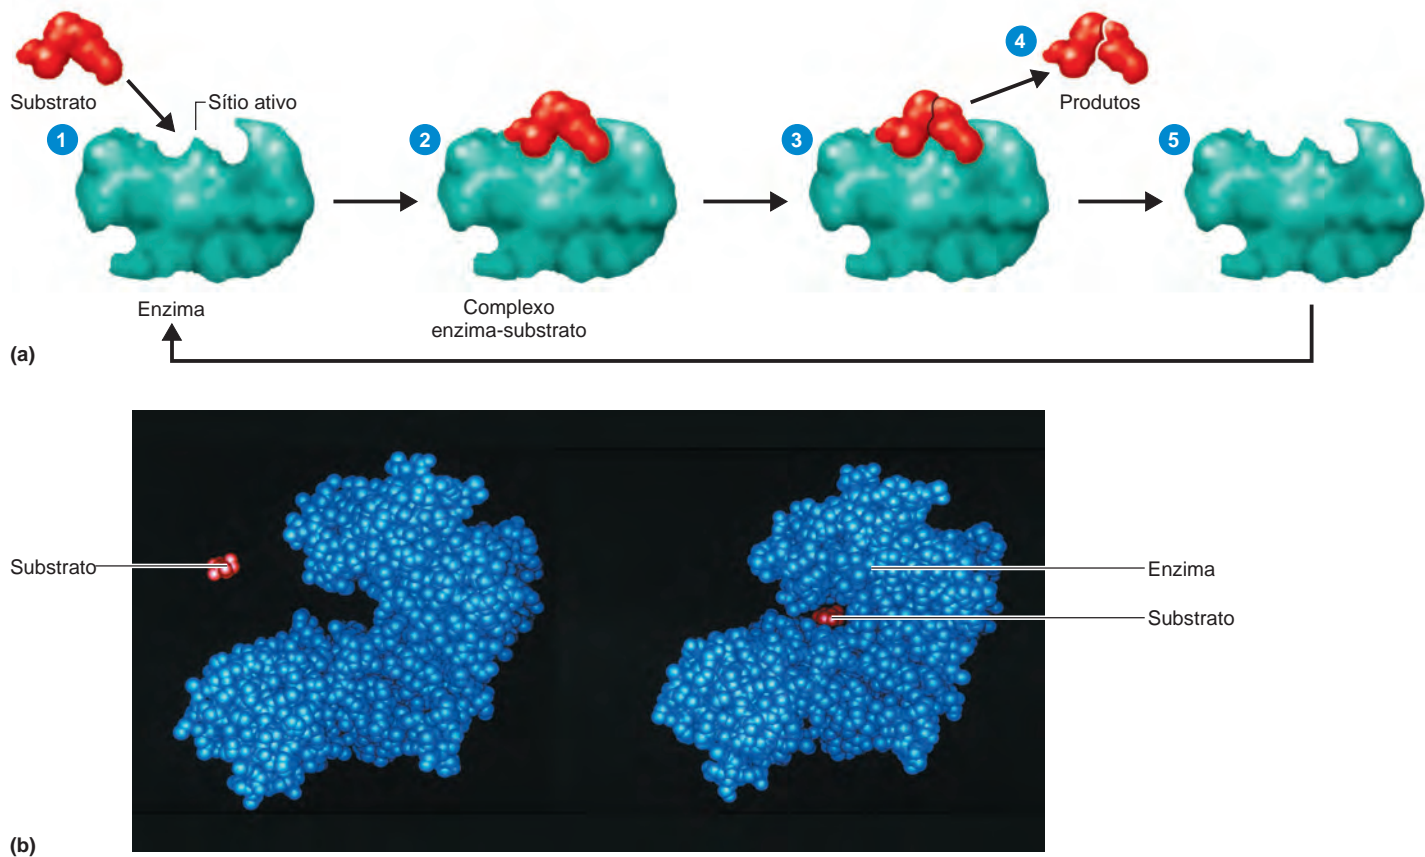 4
Substrato
Sítio ativo
Produtos
1
2
3
5
Enzima
Complexo
enzima-substrato
(a)
Substrato
Enzima
Substrato
(b)